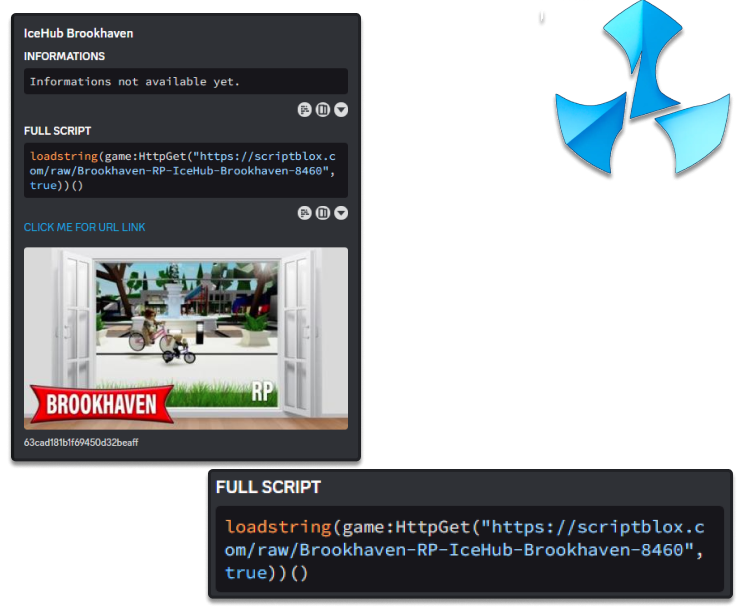 IceHub Brookhaven
INFORMATIONS
Informations not available yet.
FULL SCRIPT
loadstring(game:HttpGet("https://scriptblox.c
om/raw/Brookhaven-RP-IceHub-Brookhaven-8460",
true))()
CLICK ME FOR URL LINK
BROOKHAVEN
RP
63cad181b1f69450d32beaff
FULL SCRIPT
loadstring(game:HttpGet("https://scriptblox.c
om/raw/Brookhaven-RP-IceHub-Brookhaven-8460",
true))()